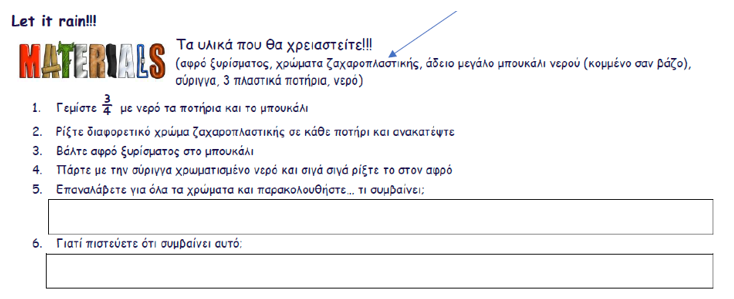 Let it rain!!!
MATERIALS
Τα υλικά που θα χρειαστείτε!!!
(αφρό ξυρίσματος, χρώματα ζαχαροπλαστικής, άδειο μεγάλο μπουκάλι νερού (κομμένο σαν βάζο),
σύριγγα, 3 πλαστικά ποτήρια, νερό)
1. Γεμίστε 3/4 με νερό τα ποτήρια και το μπουκάλι
2. Ρίξτε διαφορετικό χρώμα ζαχαροπλαστικής σε κάθε ποτήρι και ανακατέψτε
3. Βάλτε αφρό ξυρίσματος στο μπουκάλι
4. Πάρτε με την σύριγγα χρωματισμένο νερό και σιγά σιγά ρίξτε το στον αφρό
5. Επαναλάβετε για όλα τα χρώματα και παρακολουθήστε... τι συμβαίνει;
6. Γιατί πιστεύετε ότι συμβαίνει αυτό: